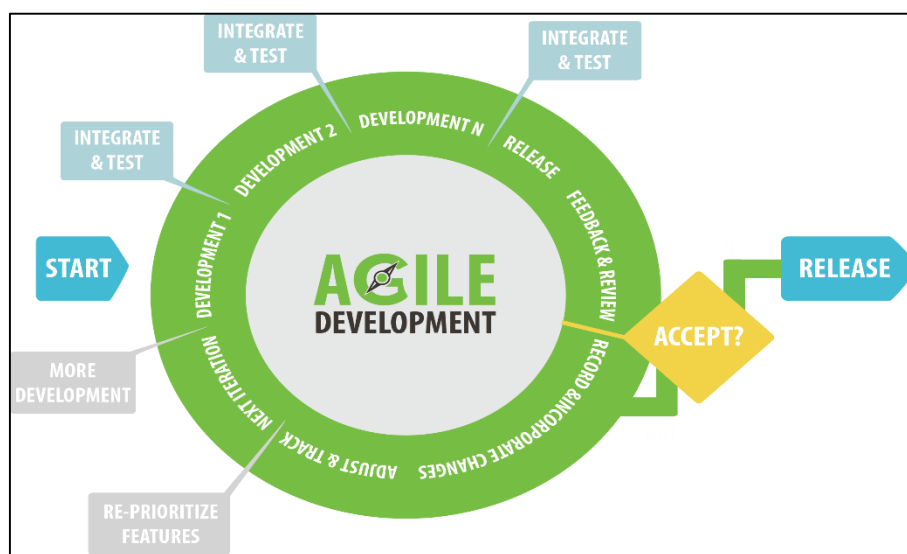 INTEGRATE
& TEST
INTEGRATE
& TEST
INTEGRATE
& TEST
START
DEVELOPMENT 1
DEVELOPMENT 2
DEVELOPMENT N
RELEASE
FEEDBACK & REVIEW
RECORD &INCORPORATE CHANGES
ADJUST & TRACK
NEXT ITERATION
AGILE
DEVELOPMENT
ACCEPT?
RELEASE
MORE
DEVELOPMENT
RE-PRIORITIZE
FEATURES